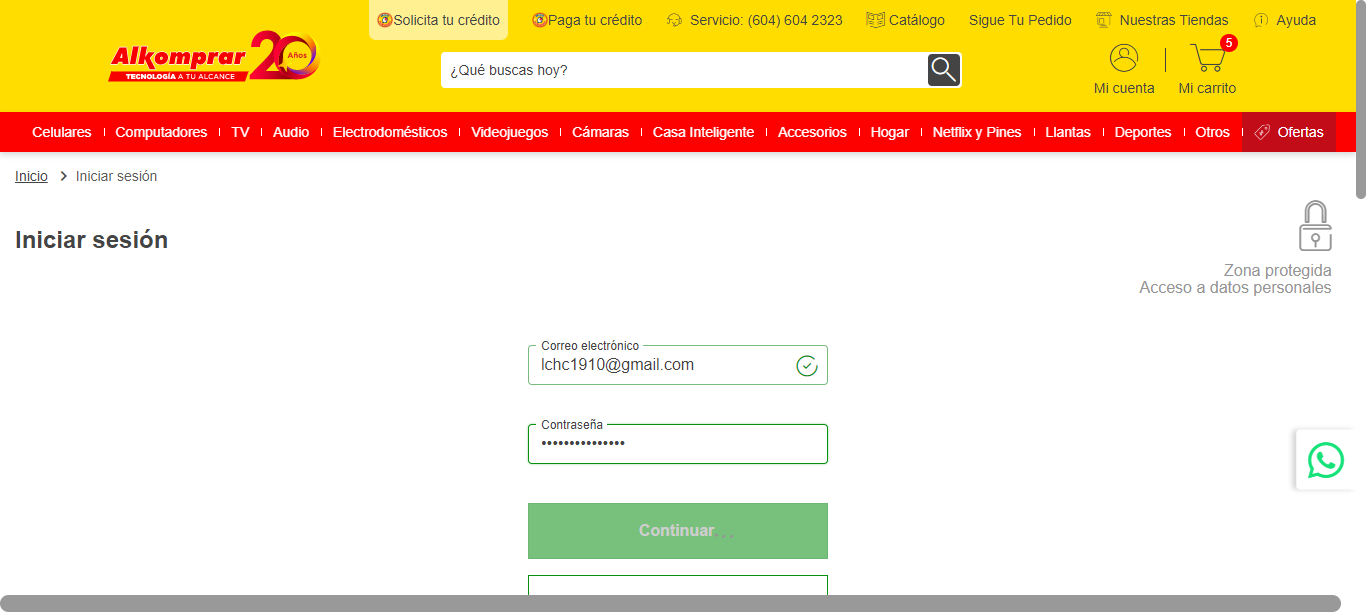 Solicita tu crédito
Paga tu crédito
Servicio: (604) 604 2323
Catálogo
Sigue Tu Pedido
Nuestras Tiendas
Ayuda
Alkomprar 20 Años
TECNOLOGÍA A TU ALCANCE
¿Qué buscas hoy?
5
Mi cuenta
Mi carrito
Celulares
Computadores
TV
Audio
Electrodomésticos
Videojuegos
Cámaras
Casa Inteligente
Accesorios
Hogar
Netflix y Pines
Llantas
Deportes
Otros
Ofertas
Inicio > Iniciar sesión
Iniciar sesión
Zona protegida
Acceso a datos personales
Correo electrónico
lchc1910@gmail.com
Contraseña
•••••••••••••••
Continuar...